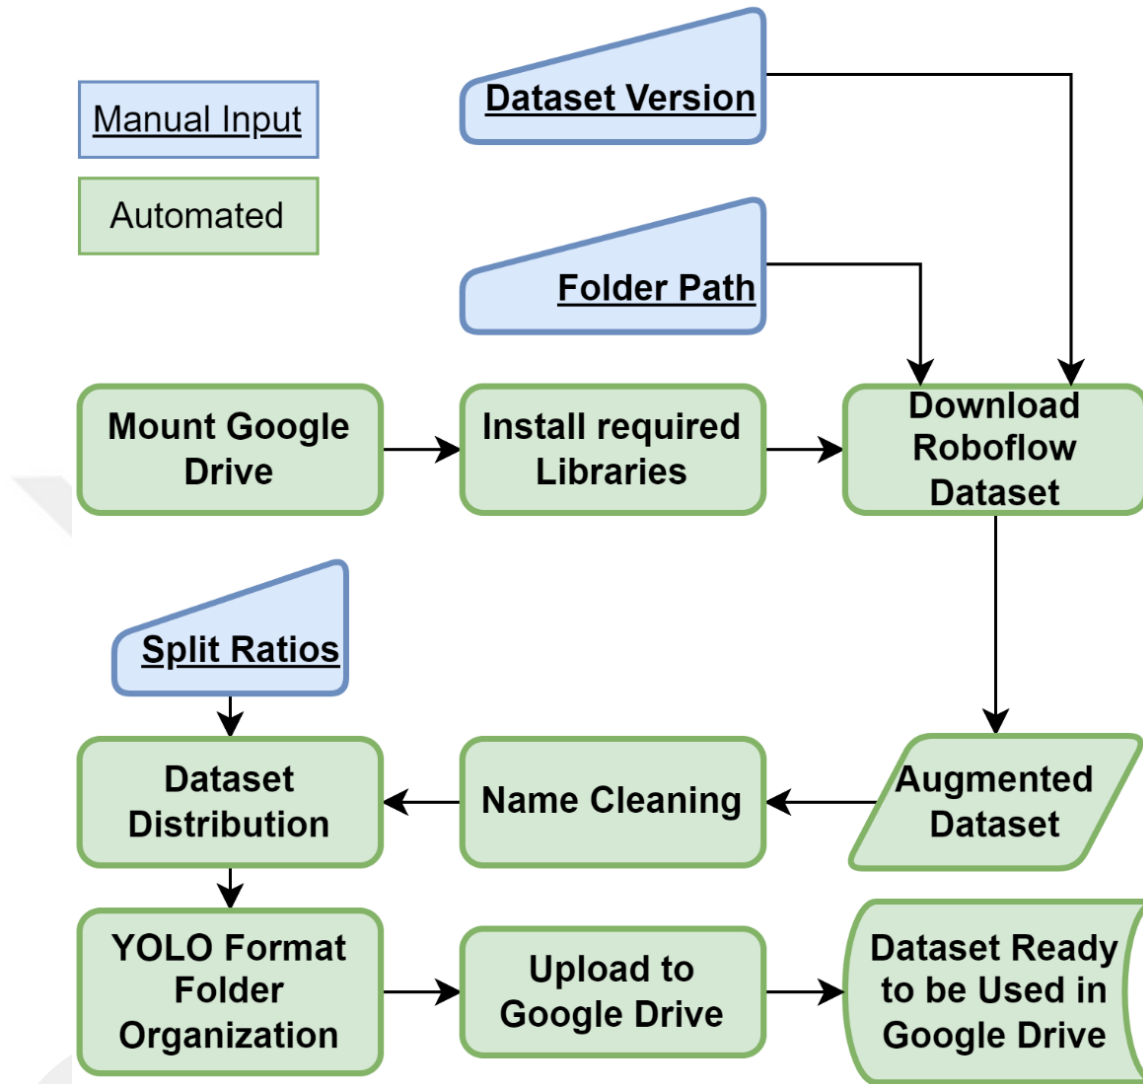 Manual Input
Dataset Version
Automated
Folder Path
Mount Google
Drive
Install required
Libraries
Download
Roboflow
Dataset
Split Ratios
Dataset
Distribution
Name Cleaning
Augmented
Dataset
YOLO Format
Folder
Organization
Upload to
Google Drive
Dataset Ready
to be Used in
Google Drive